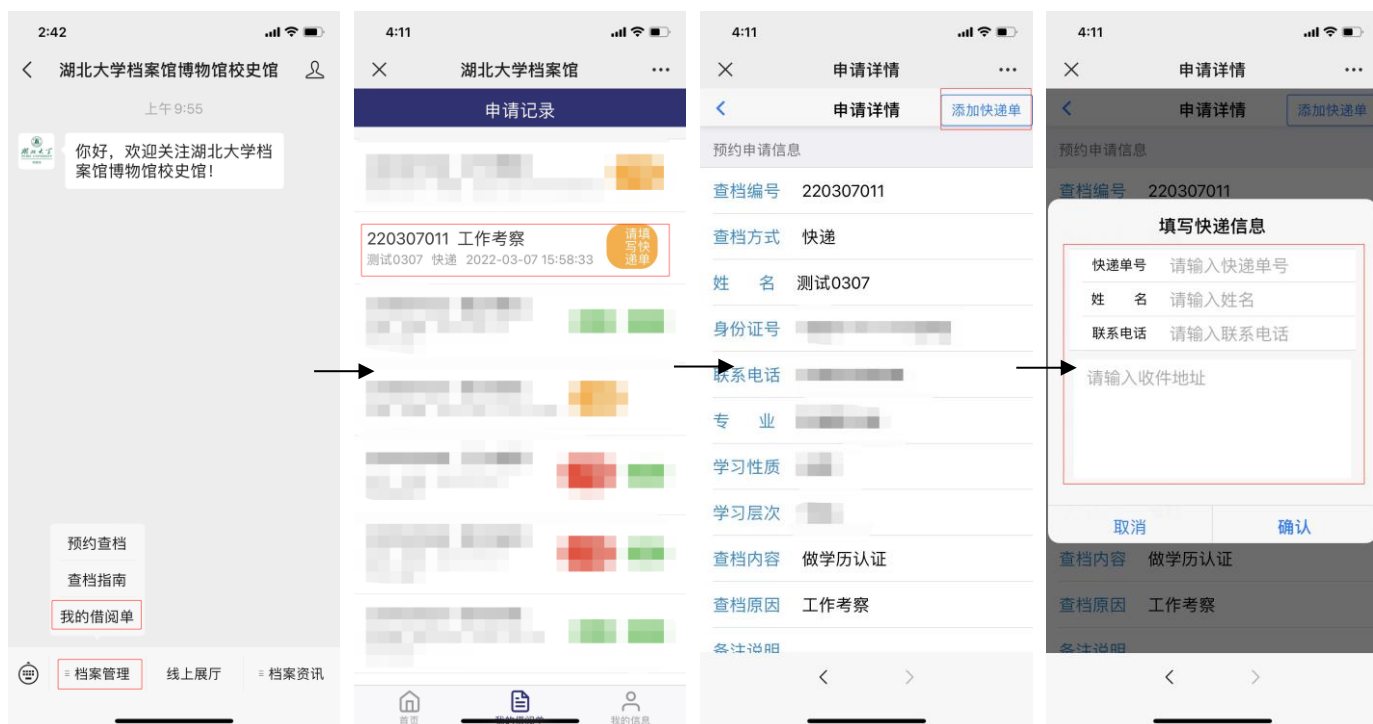 2:42
湖北大学档案馆博物馆校史馆
上午9:55
你好，欢迎关注湖北大学档
案馆博物馆校史馆！
预约查档
查档指南
我的借阅单
档案管理
线上展厅
档案资讯
4:11
湖北大学档案馆
申请记录
220307011 工作考察
请填
写快
递单
测试0307 快递 2022-03-07 15:58:33
首页
我的借阅单
我的信息
4:11
申请详情
申请详情
添加快递单
预约申请信息
查档编号 220307011
查档方式 快递
姓 名 测试0307
身份证号
联系电话
专 业
学习性质
学习层次
查档内容 做学历认证
查档原因 工作考察
备注说明
4:11
申请详情
申请详情
添加快递单
预约申请信息
查档编号 220307011
填写快递信息
快递单号 请输入快递单号
姓 名 请输入姓名
联系电话 请输入联系电话
请输入收件地址
取消
确认
查档内容 做学历认证
查档原因 工作考察
备注说明